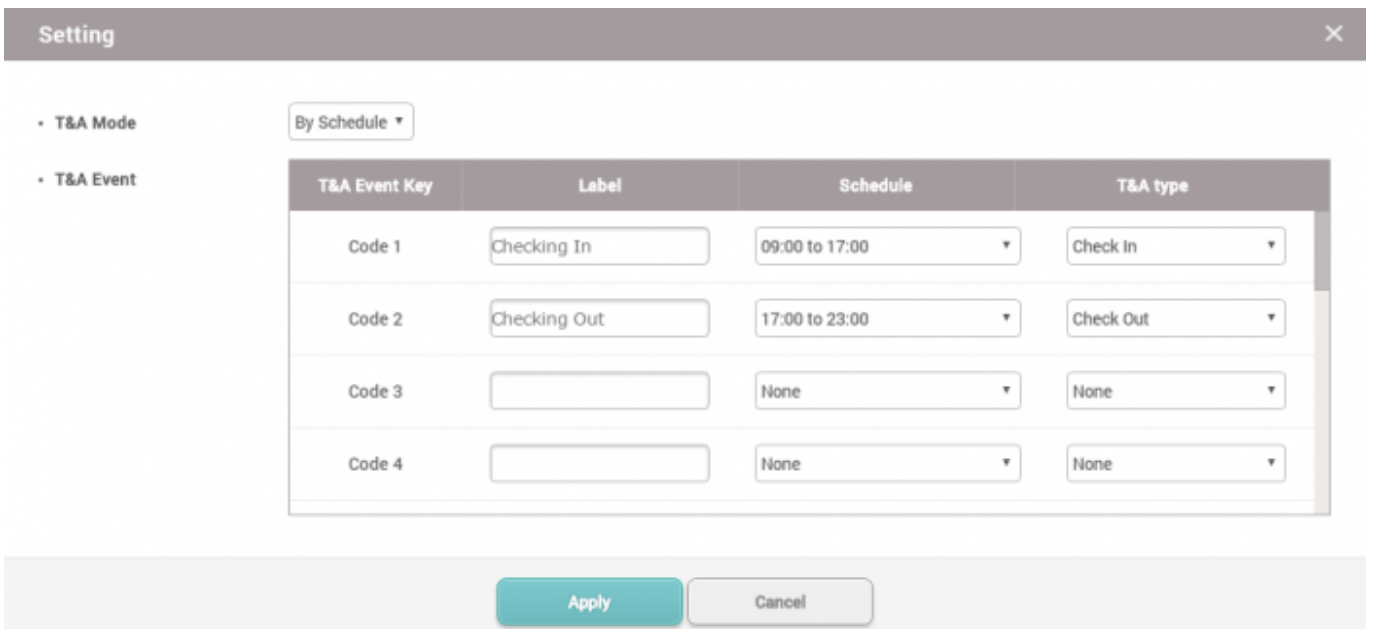 Setting
T&A Mode By Schedule
T&A Event
T&A Event Key Label Schedule T&A type
Code 1 Checking In 09:00 to 17:00 Check In
Code 2 Checking Out 17:00 to 23:00 Check Out
Code 3 None None
Code 4 None None
Apply Cancel